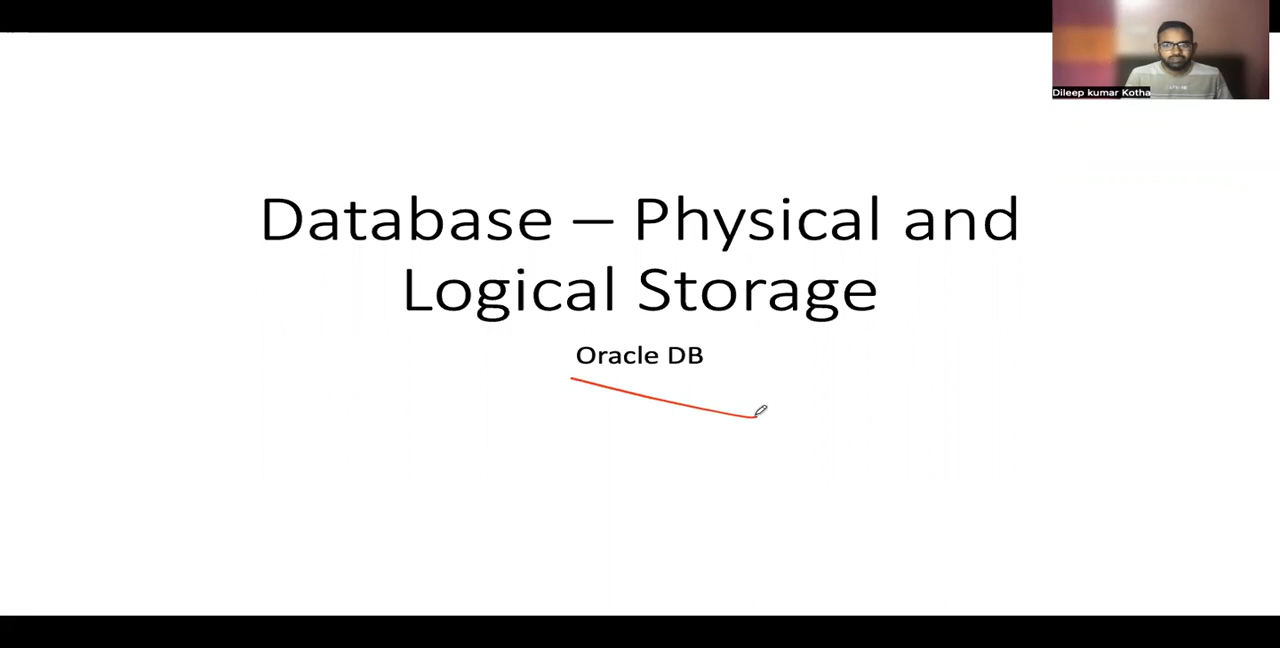 Dileep kumar Kotha
Database – Physical and
Logical Storage
Oracle DB